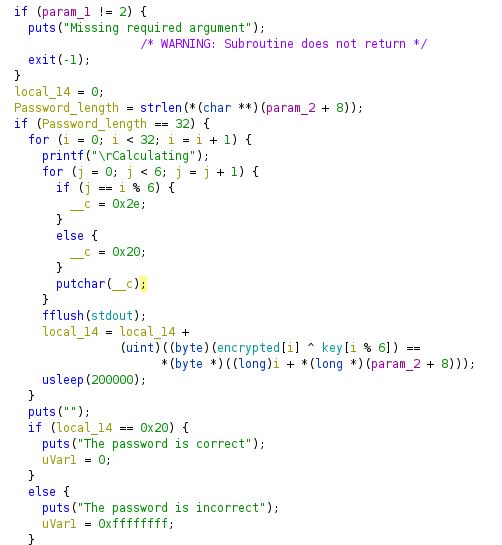 if (param_1 != 2) {
puts("Missing required argument");
/* WARNING: Subroutine does not return */
exit(-1);
}
local_14 = 0;
Password_length = strlen(*(char **)(param_2 + 8));
if (Password_length == 32) {
for (i = 0; i < 32; i = i + 1) {
printf("\rCalculating");
for (j = 0; j < 6; j = j + 1) {
if (j == i % 6) {
__c = 0x2e;
}
else {
__c = 0x20;
}
putchar(__c);
}
fflush(stdout);
local_14 = local_14 +
(uint)((byte)(encrypted[i] ^ key[i % 6]) ==
*(byte *)((long)i + *(long *)(param_2 + 8)));
usleep(200000);
}
puts("");
if (local_14 == 0x20) {
puts("The password is correct");
uVar1 = 0;
}
else {
puts("The password is incorrect");
uVar1 = 0xffffffff;
}